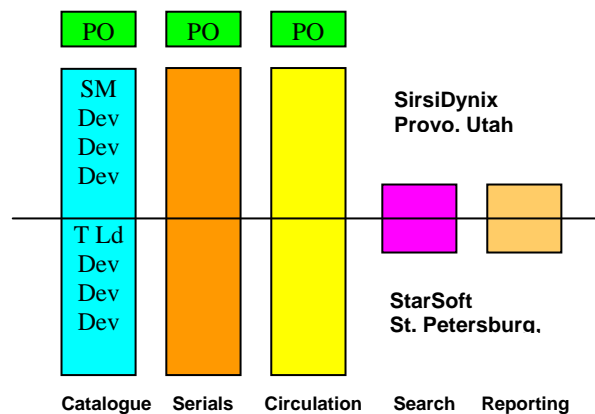 PO PO PO
SM
Dev
Dev
Dev
SirsiDynix
Provo. Utah
T Ld
Dev
Dev
Dev
StarSoft
St. Petersburg.
Catalogue Serials Circulation Search Reporting